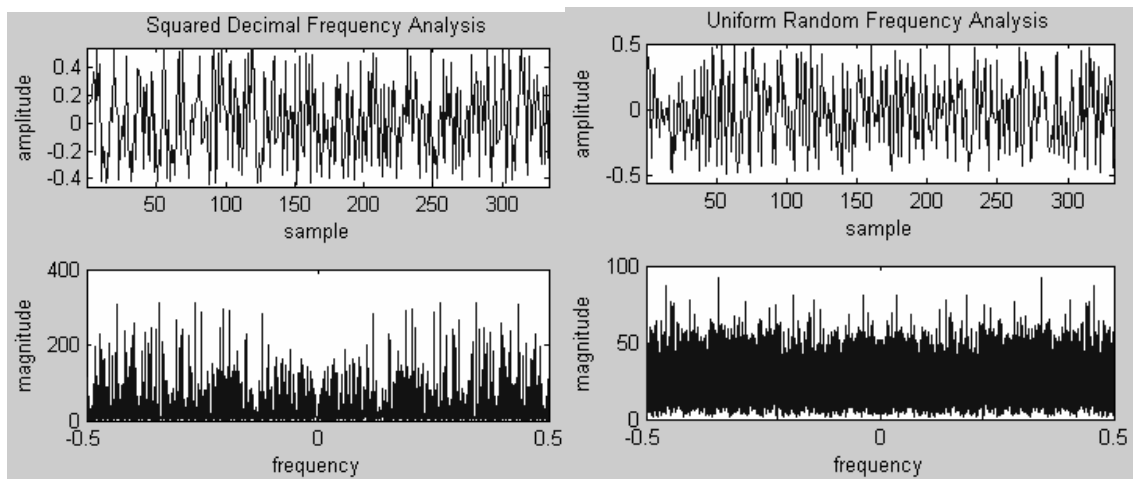 Squared Decimal Frequency Analysis
0.4
0.2
0
-0.2
-0.4
amplitude
50 100 150 200 250 300
sample
400
200
0
magnitude
-0.5 0 0.5
frequency
Uniform Random Frequency Analysis
0.5
0
-0.5
amplitude
50 100 150 200 250 300
sample
100
50
0
magnitude
-0.5 0 0.5
frequency